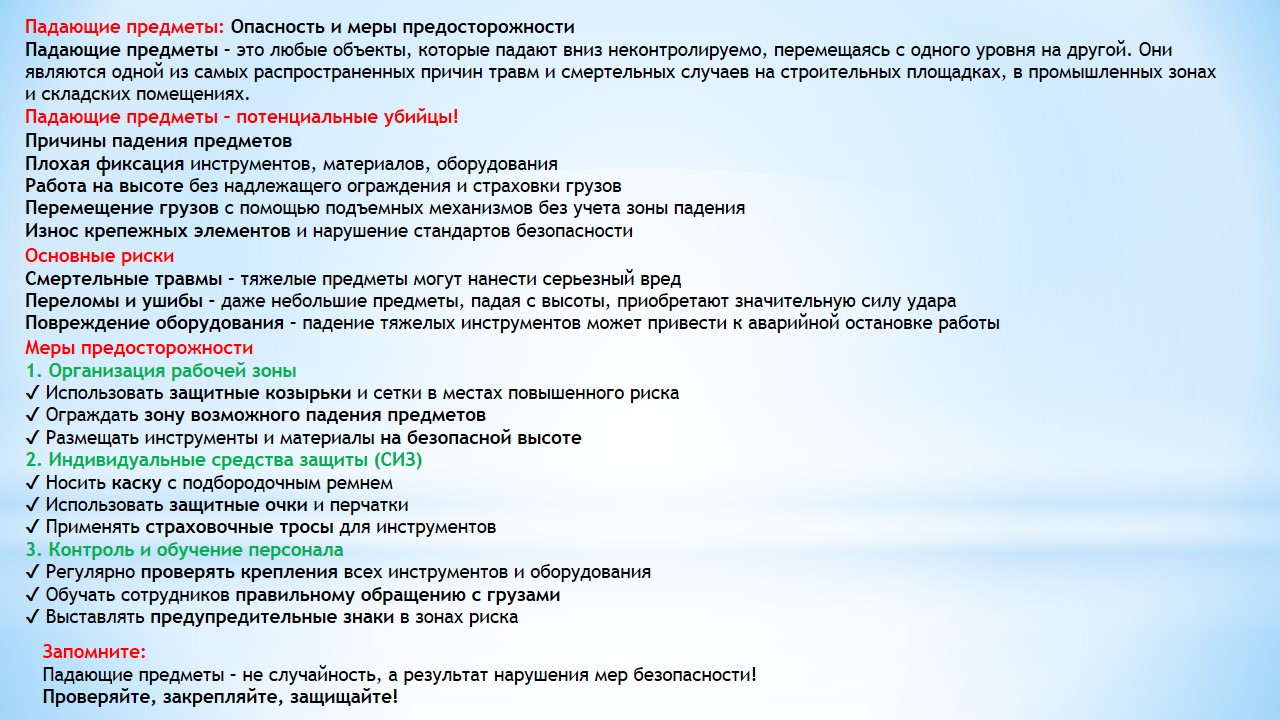 Падающие предметы: Опасность и меры предосторожности
Падающие предметы – это любые объекты, которые падают вниз неконтролируемо, перемещаясь с одного уровня на другой. Они
являются одной из самых распространенных причин травм и смертельных случаев на строительных площадках, в промышленных зонах
и складских помещениях.
Падающие предметы – потенциальные убийцы!
Причины падения предметов
Плохая фиксация инструментов, материалов, оборудования
Работа на высоте без надлежащего ограждения и страховки грузов
Перемещение грузов с помощью подъемных механизмов без учета зоны падения
Износ крепежных элементов и нарушение стандартов безопасности
Основные риски
Смертельные травмы – тяжелые предметы могут нанести серьезный вред
Переломы и ушибы – даже небольшие предметы, падая с высоты, приобретают значительную силу удара
Повреждение оборудования – падение тяжелых инструментов может привести к аварийной остановке работы
Меры предосторожности
1. Организация рабочей зоны
✓ Использовать защитные козырьки и сетки в местах повышенного риска
✓ Ограждать зону возможного падения предметов
✓ Размещать инструменты и материалы на безопасной высоте
2. Индивидуальные средства защиты (СИЗ)
✓ Носить каску с подбородочным ремнем
✓ Использовать защитные очки и перчатки
✓ Применять страховочные тросы для инструментов
3. Контроль и обучение персонала
✓ Регулярно проверять крепления всех инструментов и оборудования
✓ Обучать сотрудников правильному обращению с грузами
✓ Выставлять предупредительные знаки в зонах риска
Запомните:
Падающие предметы – не случайность, а результат нарушения мер безопасности!
Проверяйте, закрепляйте, защищайте!